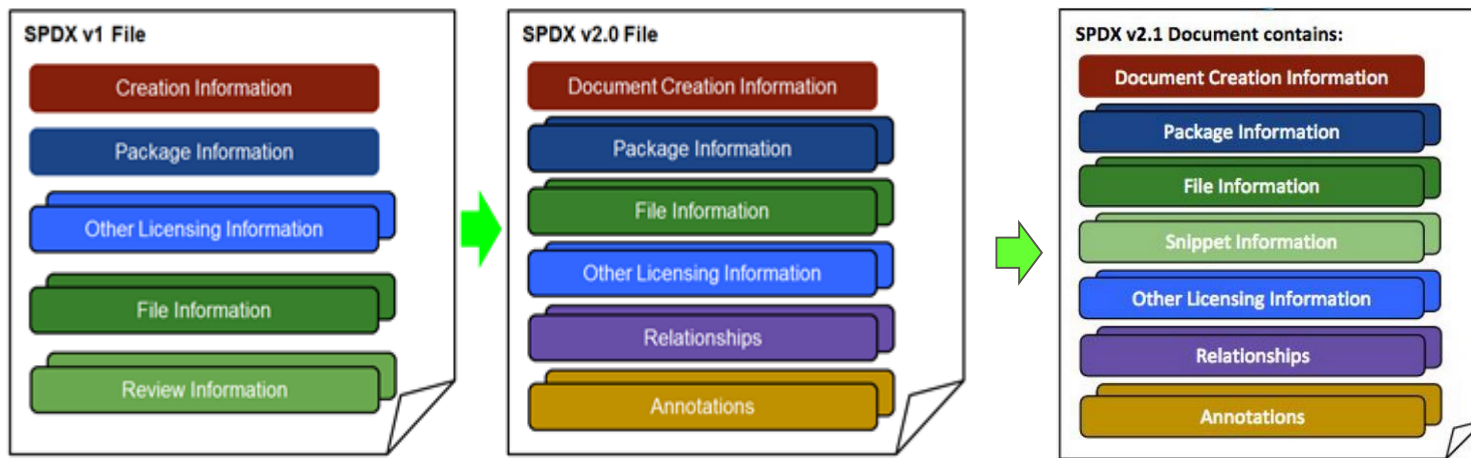 SPDX v1 File
Creation Information
Package Information
Other Licensing Information
File Information
Review Information
SPDX v2.0 File
Document Creation Information
Package Information
File Information
Other Licensing Information
Relationships
Annotations
SPDX v2.1 Document contains:
Document Creation Information
Package Information
File Information
Snippet Information
Other Licensing Information
Relationships
Annotations